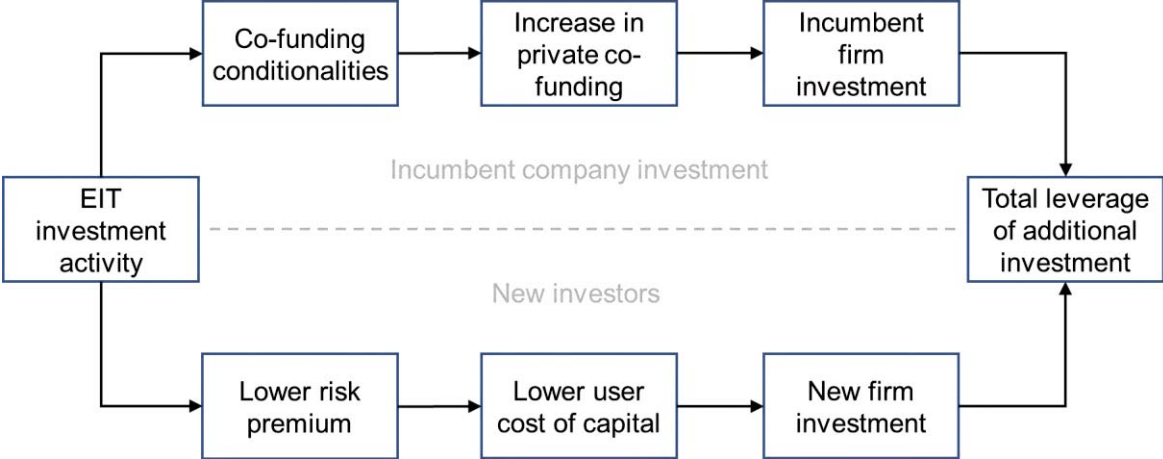 Co-funding
conditionalities
Increase in
private co-
funding
Incumbent
firm
investment
Incumbent company investment
EIT
investment
activity
Total leverage
of additional
investment
New investors
Lower risk
premium
Lower user
cost of capital
New firm
investment